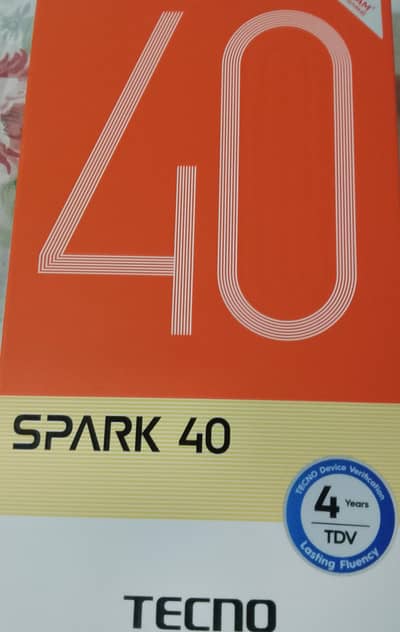 40
SPARK 40
TECNO Device Verification
4 Years
TDV
Lasting Fluency
TECNO